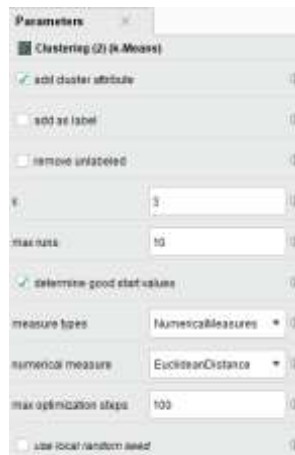 Parameters
Clustering (2) (k-Means)
add cluster attribute
add as label
remove unlabeled
k 3
max runs 10
determine good start values
measure types NumericalMeasures
numerical measure EuclideanDistance
max optimization steps 100
use local random seed